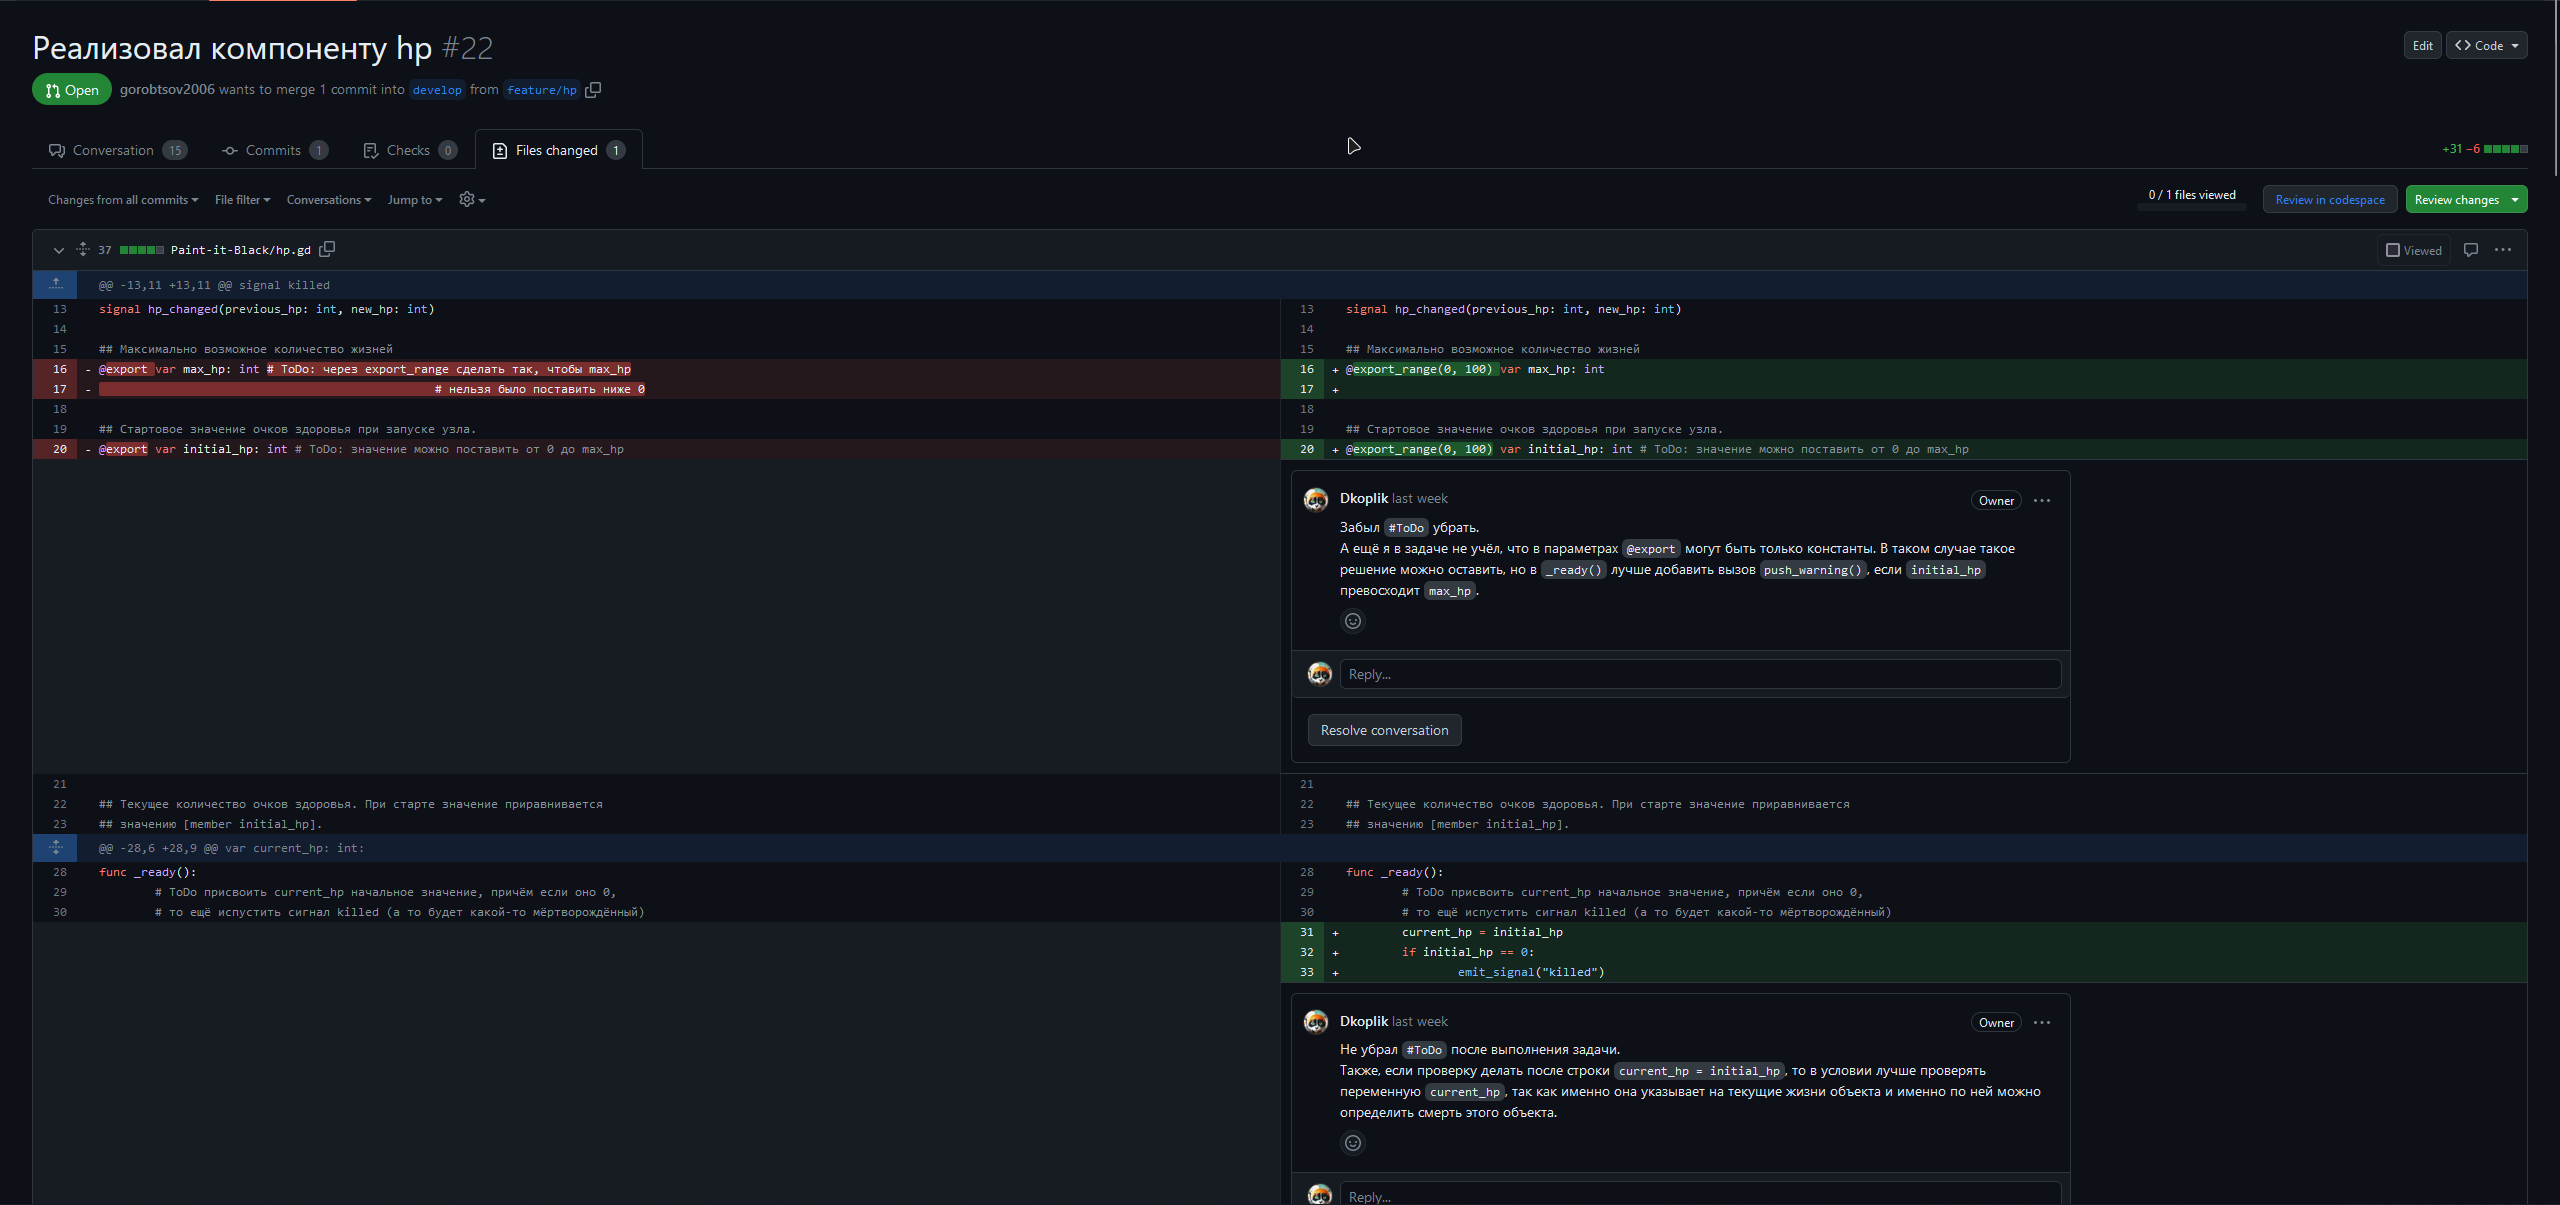 Реализовал компоненту hp #22
Edit
Code
Open
gorobtsov2006 wants to merge 1 commit into develop from feature/hp
Conversation 15
Commits 1
Checks 0
Files changed 1
+31 −6
Changes from all commits
File filter
Conversations
Jump to
0 / 1 files viewed
Review in codespace
Review changes
37 Paint-it-Black/hp.gd
Viewed
@@ -13,11 +13,11 @@ signal killed
13 signal hp_changed(previous_hp: int, new_hp: int)
13 signal hp_changed(previous_hp: int, new_hp: int)
14
14
15 ## Максимально возможное количество жизней
15 ## Максимально возможное количество жизней
16 - @export var max_hp: int # ToDo: через export_range сделать так, чтобы max_hp
16 + @export_range(0, 100) var max_hp: int
17 - # нельзя было поставить ниже 0
17 +
18
18
19 ## Стартовое значение очков здоровья при запуске узла.
19 ## Стартовое значение очков здоровья при запуске узла.
20 - @export var initial_hp: int # ToDo: значение можно поставить от 0 до max_hp
20 + @export_range(0, 100) var initial_hp: int # ToDo: значение можно поставить от 0 до max_hp
Dkoplik last week
Owner
Забыл #ToDo убрать.
А ещё я в задаче не учёл, что в параметрах @export могут быть только константы. В таком случае такое
решение можно оставить, но в _ready() лучше добавить вызов push_warning(), если initial_hp
превосходит max_hp.
Reply...
Resolve conversation
21
21
22 ## Текущее количество очков здоровья. При старте значение приравнивается
22 ## Текущее количество очков здоровья. При старте значение приравнивается
23 ## значению [member initial_hp].
23 ## значению [member initial_hp].
@@ -28,6 +28,9 @@ var current_hp: int:
28 func _ready():
28 func _ready():
29 # ToDo присвоить current_hp начальное значение, причём если оно 0,
29 # ToDo присвоить current_hp начальное значение, причём если оно 0,
30 # то ещё испустить сигнал killed (а то будет какой-то мёртворождённый)
30 # то ещё испустить сигнал killed (а то будет какой-то мёртворождённый)
31 + current_hp = initial_hp
32 + if initial_hp == 0:
33 + emit_signal("killed")
Dkoplik last week
Owner
Не убрал #ToDo после выполнения задачи.
Также, если проверку делать после строки current_hp = initial_hp, то в условии лучше проверять
переменную current_hp, так как именно она указывает на текущие жизни объекта и именно по ней можно
определить смерть этого объекта.
Reply...